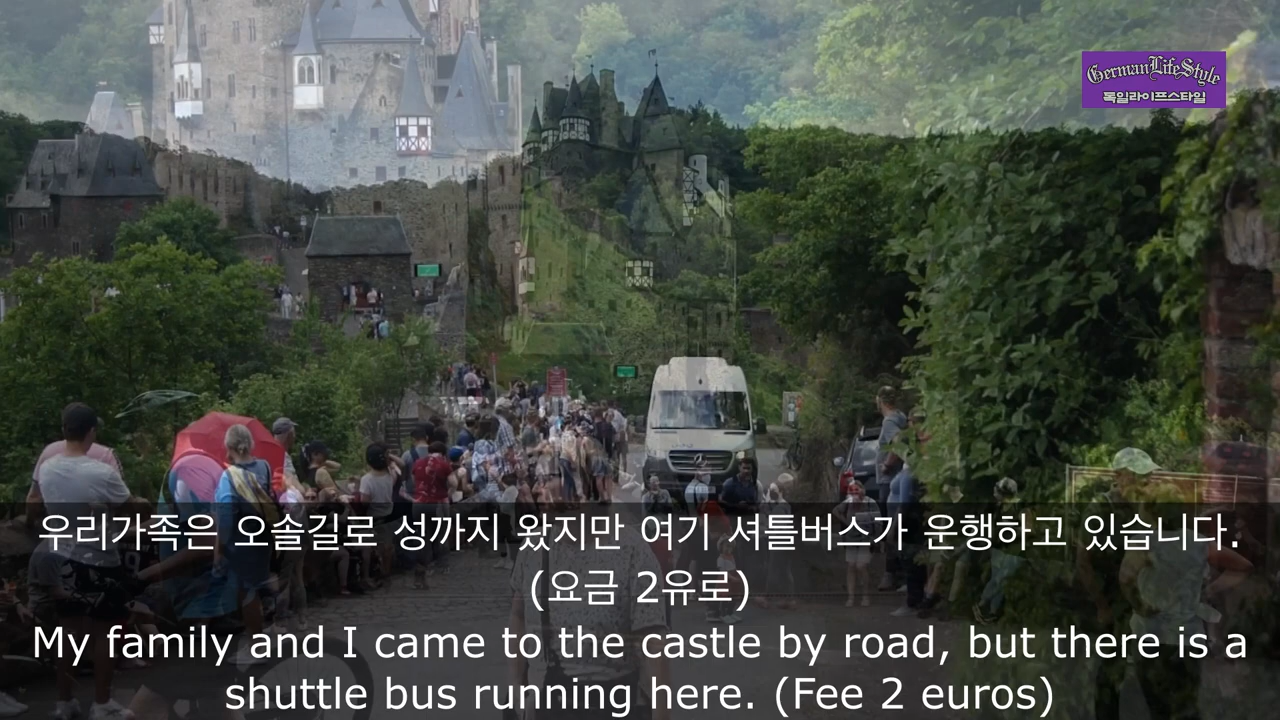 GermanLifeStyle
독일라이프스타일
우리가족은 오솔길로 성까지 왔지만 여기 셔틀버스가 운행하고 있습니다.
(요금 2유로)
My family and I came to the castle by road, but there is a
shuttle bus running here. (Fee 2 euros)